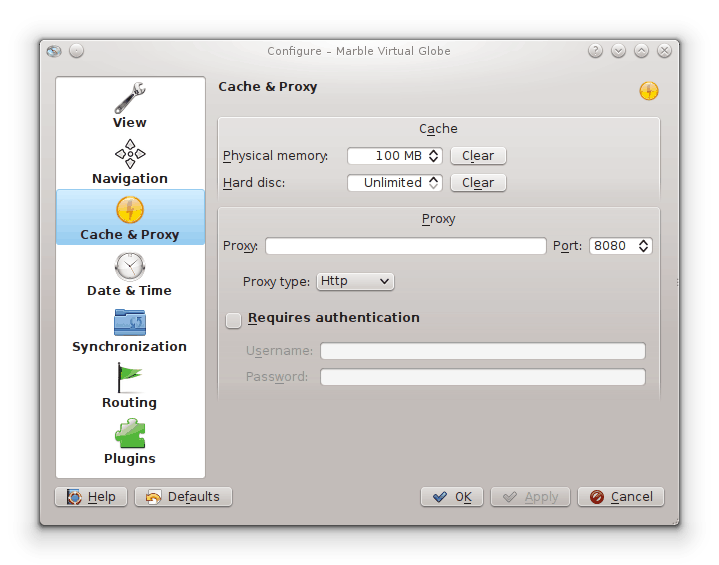 Configure – Marble Virtual Globe
View
Navigation
Cache & Proxy
Date & Time
Synchronization
Routing
Plugins
Cache & Proxy
Cache
Physical memory: 100 MB Clear
Hard disc: Unlimited Clear
Proxy
Proxy: Port: 8080
Proxy type: Http
Requires authentication
Username:
Password:
Help Defaults OK Apply Cancel